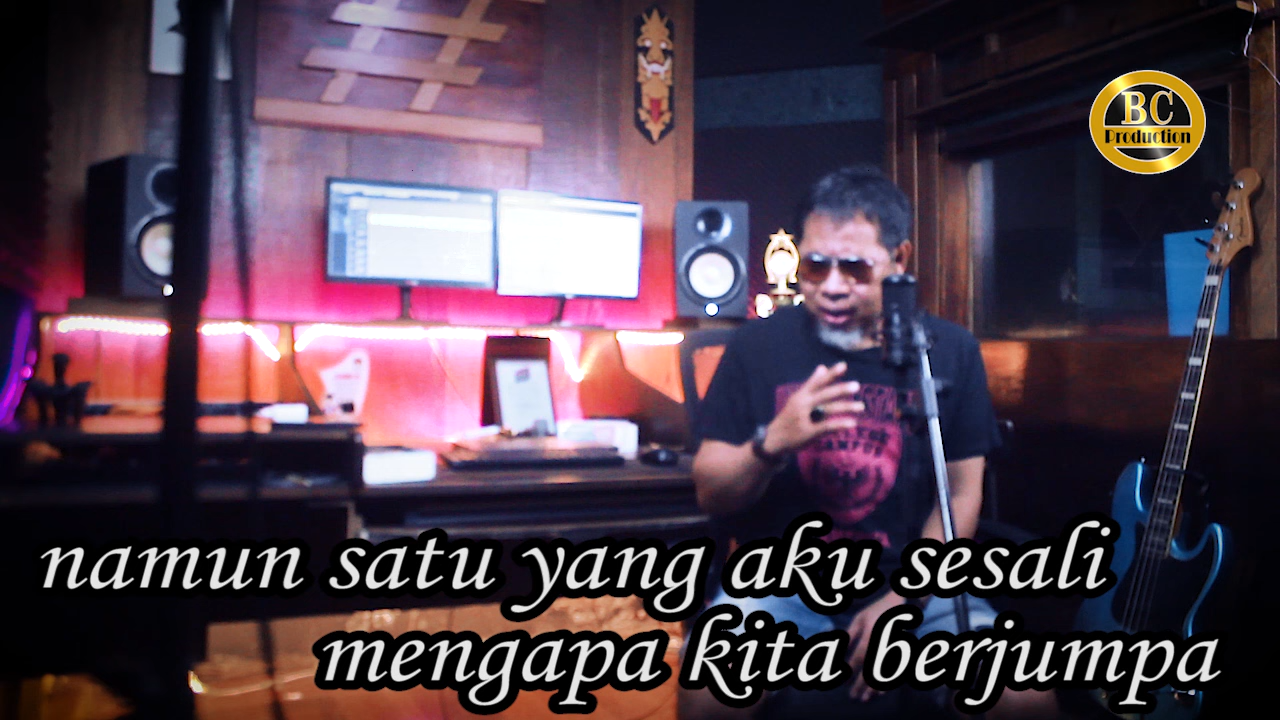 BC
Production
namun satu yang aku sesali
mengapa kita berjumpa